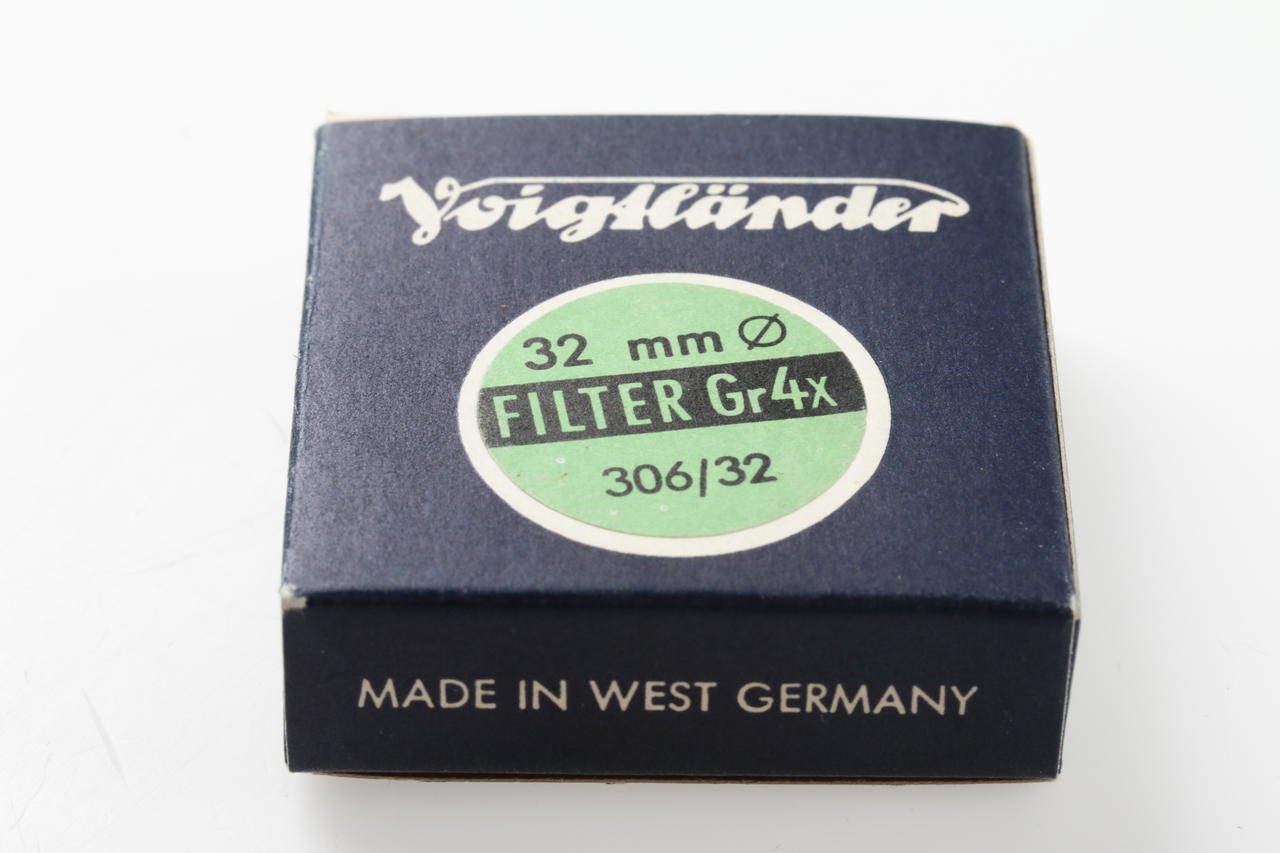 Voigtländer
32 mm Ø
FILTER Gr4x
306/32
MADE IN WEST GERMANY